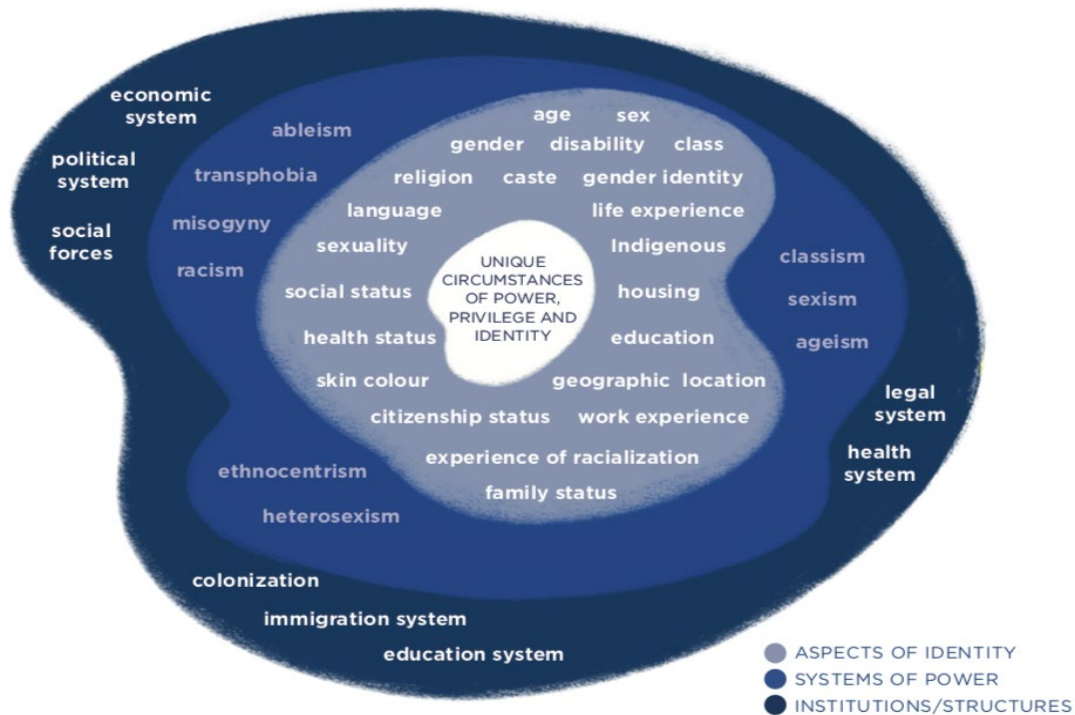 economic
system
political
system
social
forces
ableism
transphobia
misogyny
racism
age sex
gender disability class
religion caste gender identity
language life experience
sexuality Indigenous
social status housing
health status education
skin colour geographic location
citizenship status work experience
experience of racialization
family status
UNIQUE
CIRCUMSTANCES
OF POWER,
PRIVILEGE AND
IDENTITY
classism
sexism
ageism
legal
system
health
system
ethnocentrism
heterosexism
colonization
immigration system
education system
ASPECTS OF IDENTITY
SYSTEMS OF POWER
INSTITUTIONS/STRUCTURES